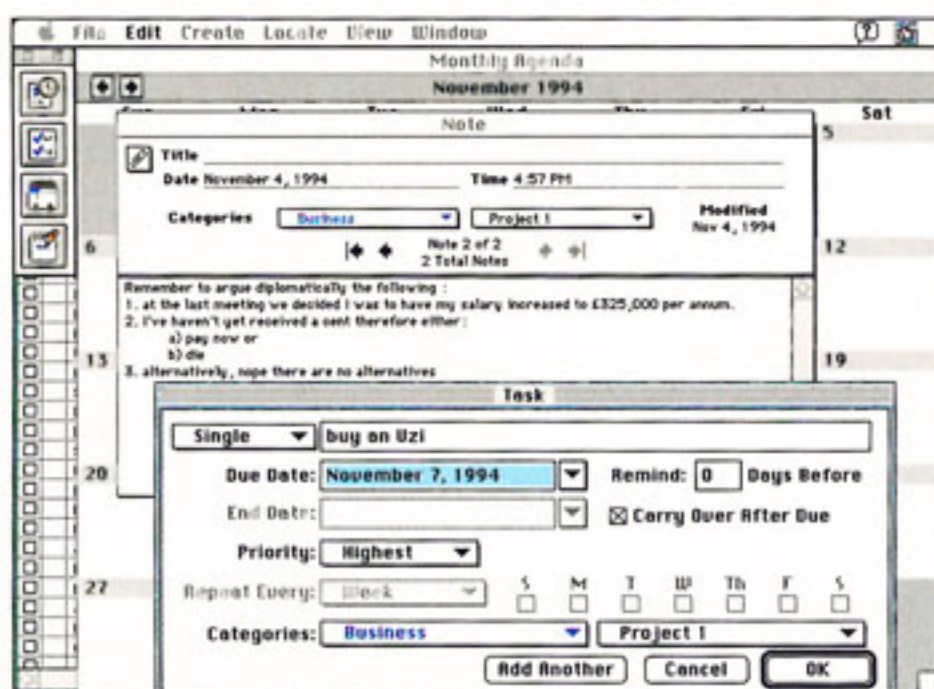 File Edit Create Locate View Window
Monthly Agenda
November 1994
Sun Mon Tue Wed Thu Fri Sat
Note
5
Title
Date November 4, 1994 Time 4:57 PM
Categories Business Project 1 Modified
Nov 4, 1994
6 Note 2 of 2 12
2 Total Notes
Remember to argue diplomatically the following :
1. at the last meeting we decided I was to have my salary increased to £325,000 per annum.
2. I've haven't yet received a cent therefore either :
a) pay now or
b) die
13 19
3. alternatively, nope there are no alternatives
Task
Single buy an Uzi
20 Due Date: November 7, 1994 Remind: 0 Days Before
End Date: Carry Over After Due
Priority: Highest
27 Repeat Every: Week S M T W Th F S
Categories: Business Project 1
Add Another Cancel OK